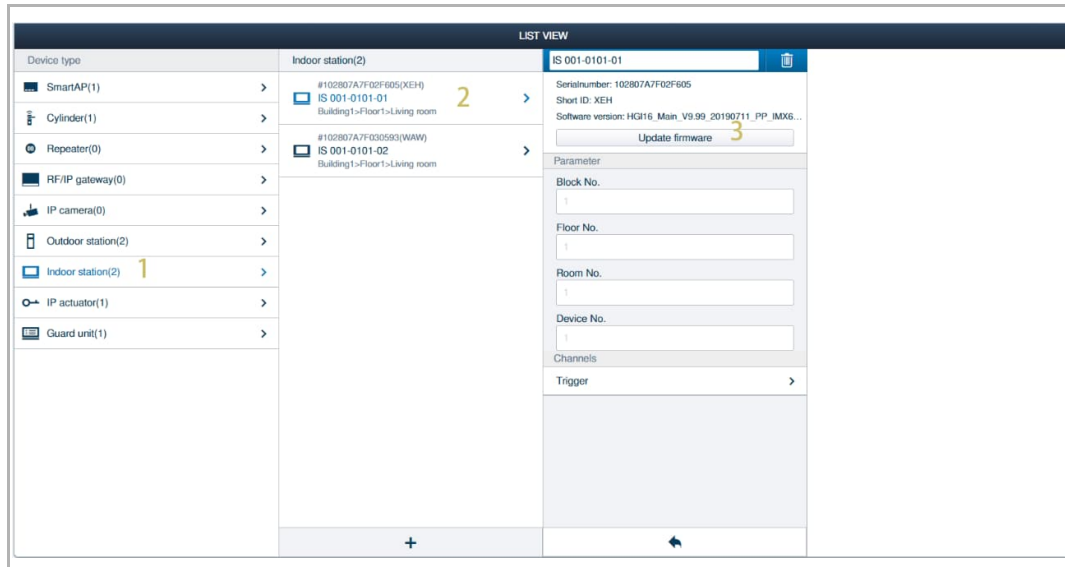 LIST VIEW
Device type
SmartAP(1)
Cylinder(1)
Repeater(0)
RF/IP gateway(0)
IP camera(0)
Outdoor station(2)
Indoor station(2)
1
IP actuator(1)
Guard unit(1)
Indoor station(2)
#102807A7F02F605(XEH)
IS 001-0101-01
2
Building1>Floor1>Living room
#102807A7F030593(WAW)
IS 001-0101-02
Building1>Floor1>Living room
+
IS 001-0101-01
Serialnumber: 102807A7F02F605
Short ID: XEH
Software version: HGI16_Main_V9.99_20190711_PP_IMX6...
3
Update firmware
Parameter
Block No.
1
Floor No.
1
Room No.
1
Device No.
1
Channels
Trigger